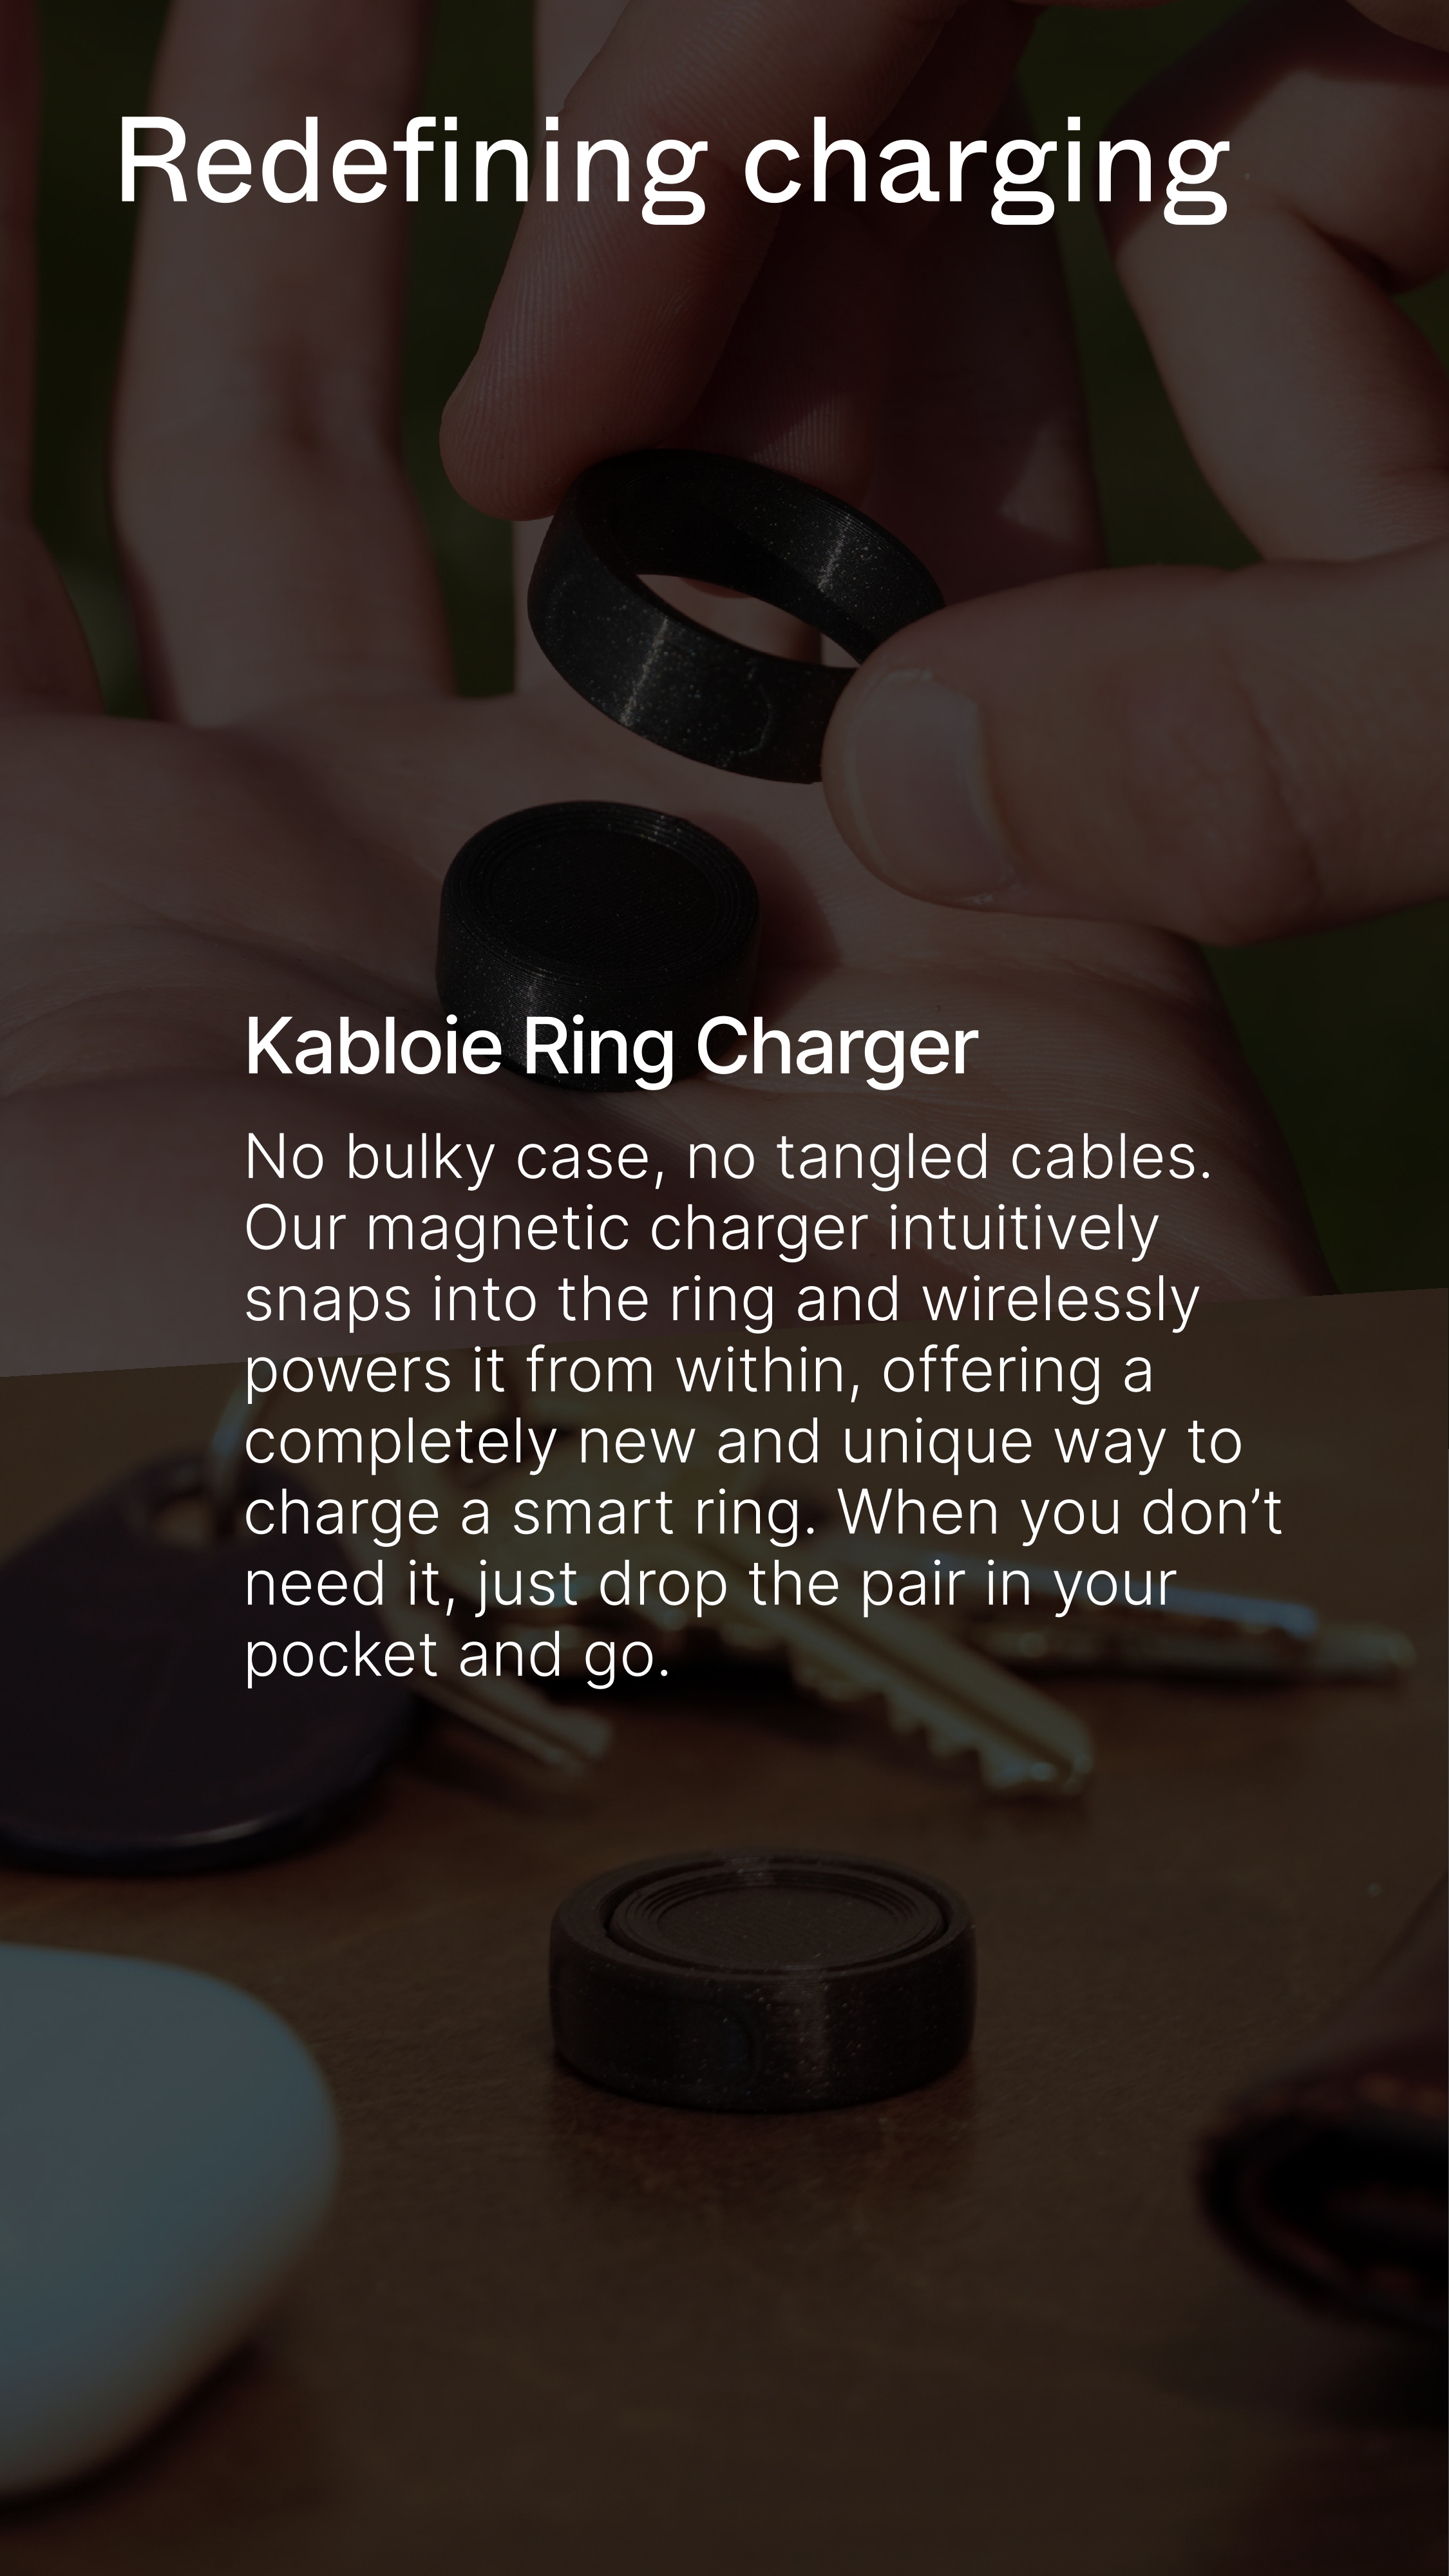 Redefining charging
Kabloie Ring Charger
No bulky case, no tangled cables.
Our magnetic charger intuitively
snaps into the ring and wirelessly
powers it from within, offering a
completely new and unique way to
charge a smart ring. When you don’t
need it, just drop the pair in your
pocket and go.